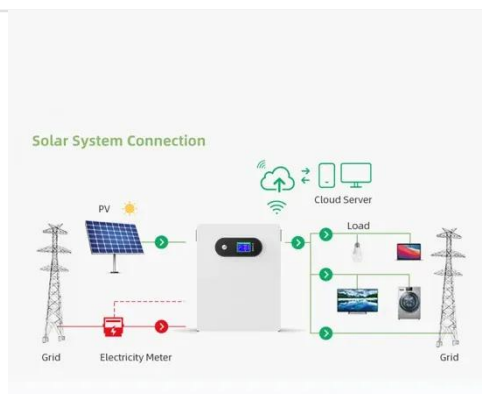 Solar System Connection
PV
Cloud Server
Load
Grid
Electricity Meter
Grid